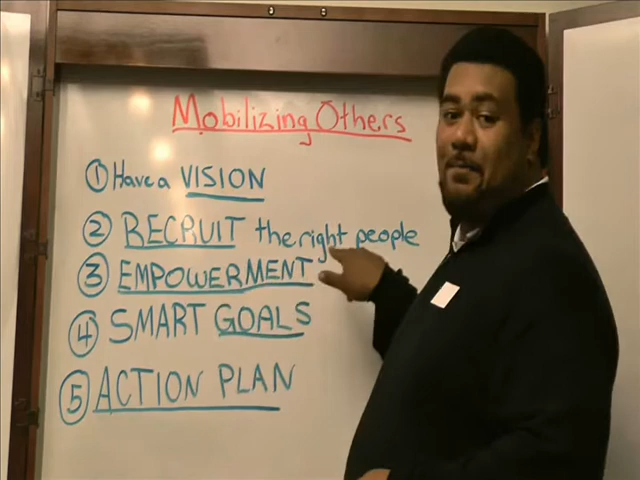 Mobilizing Others
1 Have a VISION
2 RECRUIT the right people
3 EMPOWERMENT
4 SMART GOALS
5 ACTION PLAN